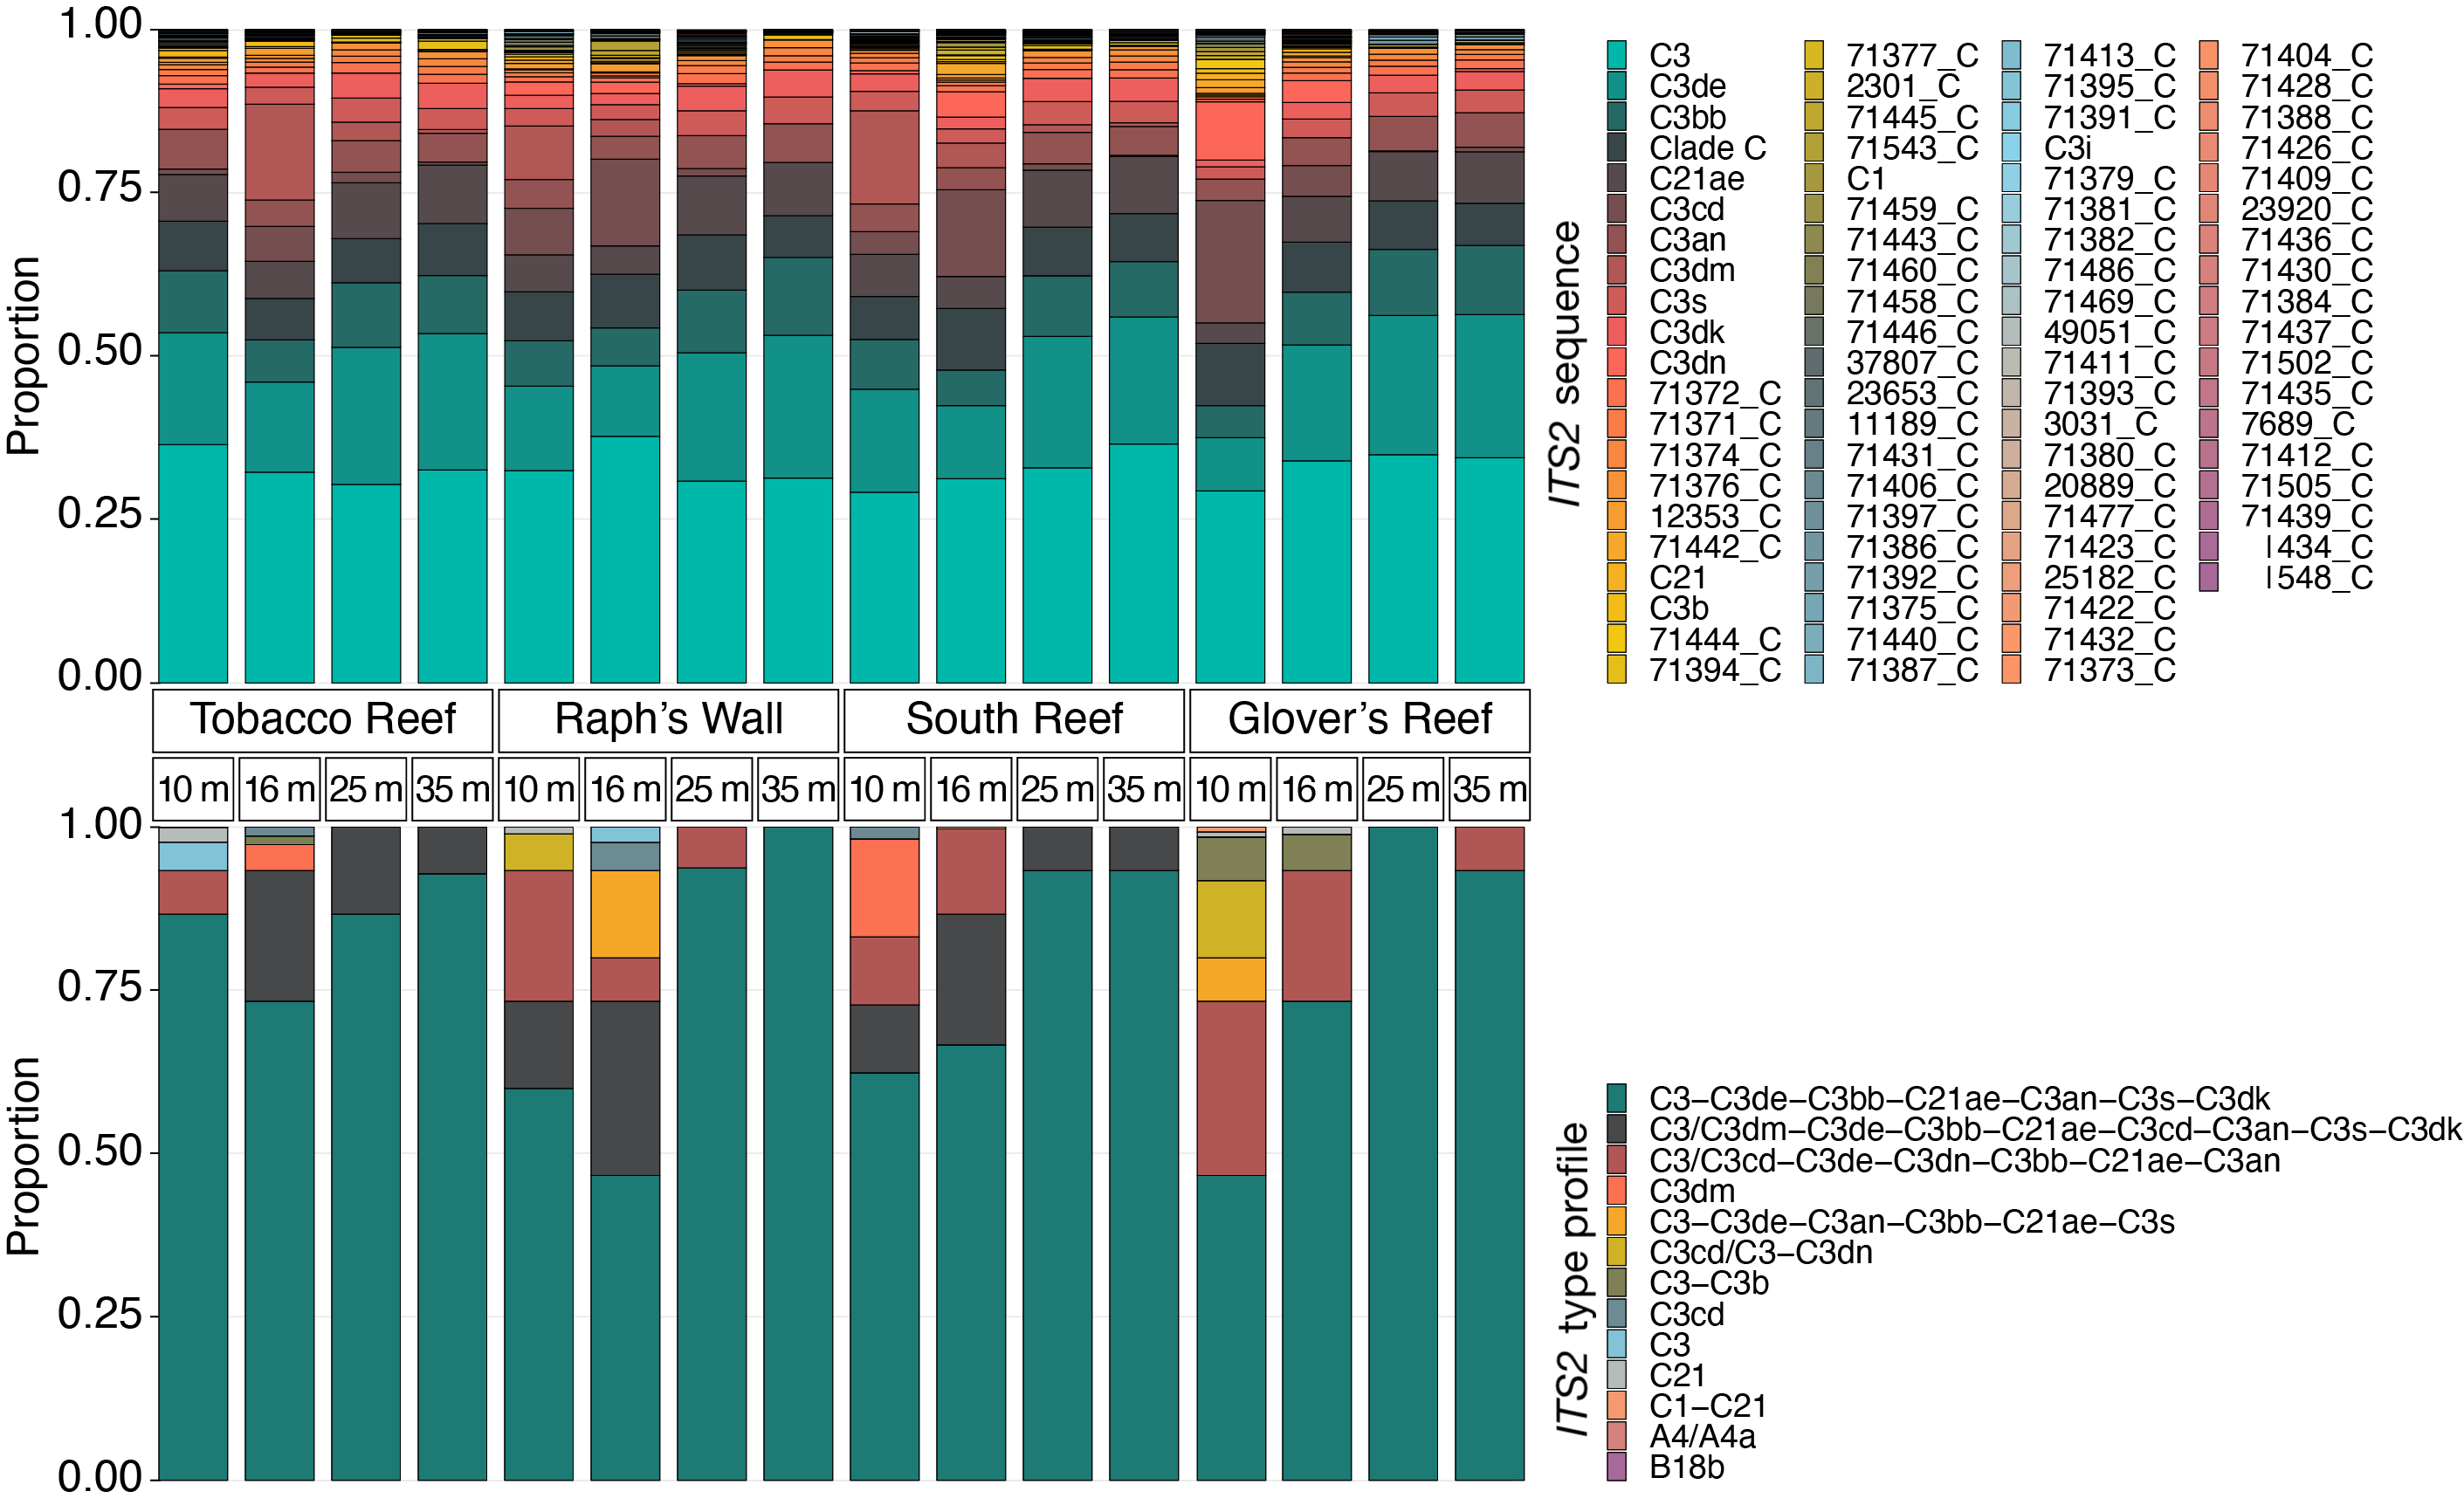 1.00
0.75
0.50
0.25
0.00
Proportion
Tobacco Reef
Raph’s Wall
South Reef
Glover’s Reef
10 m
16 m
25 m
35 m
10 m
16 m
25 m
35 m
10 m
16 m
25 m
35 m
10 m
16 m
25 m
35 m
1.00
0.75
0.50
0.25
0.00
Proportion
ITS2 sequence
C3
C3de
C3bb
Clade C
C21ae
C3cd
C3an
C3dm
C3s
C3dk
C3dn
71372_C
71371_C
71374_C
71376_C
12353_C
71442_C
C21
C3b
71444_C
71394_C
71377_C
2301_C
71445_C
71543_C
C1
71459_C
71443_C
71460_C
71458_C
71446_C
37807_C
23653_C
11189_C
71431_C
71406_C
71397_C
71386_C
71392_C
71375_C
71440_C
71387_C
71413_C
71395_C
71391_C
C3i
71379_C
71381_C
71382_C
71486_C
71469_C
49051_C
71411_C
71393_C
3031_C
71380_C
20889_C
71477_C
71423_C
25182_C
71422_C
71432_C
71373_C
71404_C
71428_C
71388_C
71426_C
71409_C
23920_C
71436_C
71430_C
71384_C
71437_C
71502_C
71435_C
7689_C
71412_C
71505_C
71439_C
ITS2 type profile
C3–C3de–C3bb–C21ae–C3an–C3s–C3dk
C3/C3dm–C3de–C3bb–C21ae–C3cd–C3an–C3s–C3dk
C3/C3cd–C3de–C3dn–C3bb–C21ae–C3an
C3dm
C3–C3de–C3an–C3bb–C21ae–C3s
C3cd/C3–C3dn
C3–C3b
C3cd
C3
C21
C1–C21
A4/A4a
B18b